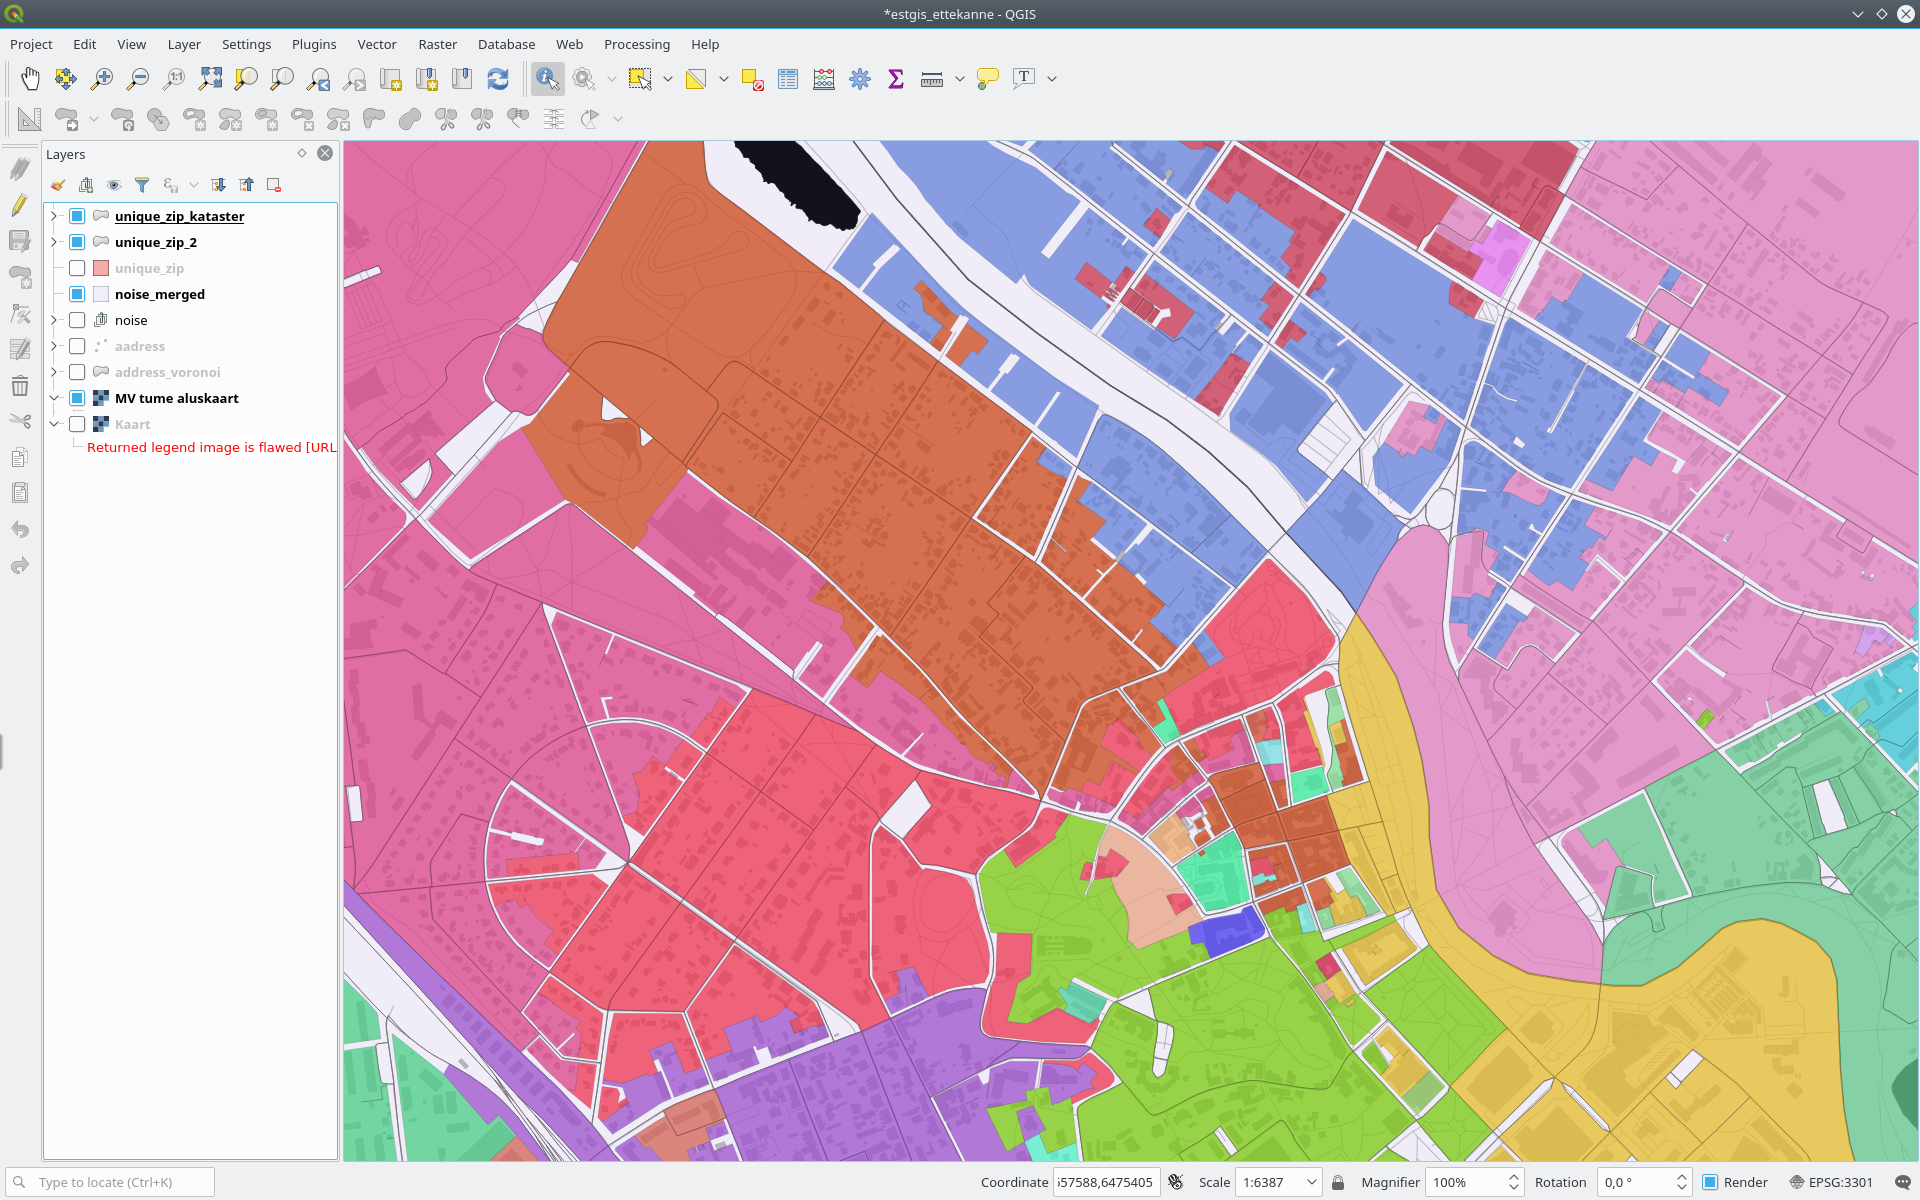 *estgis_ettekanne - QGIS
Project Edit View Layer Settings Plugins Vector Raster Database Web Processing Help
1:1
T
Layers
unique_zip_kataster
unique_zip_2
unique_zip
noise_merged
noise
aadress
address_voronoi
MV tume aluskaart
Kaart
Returned legend image is flawed [URL
Type to locate (Ctrl+K) Coordinate 557588,6475405 Scale 1:6387 Magnifier 100% Rotation 0,0 ° Render EPSG:3301